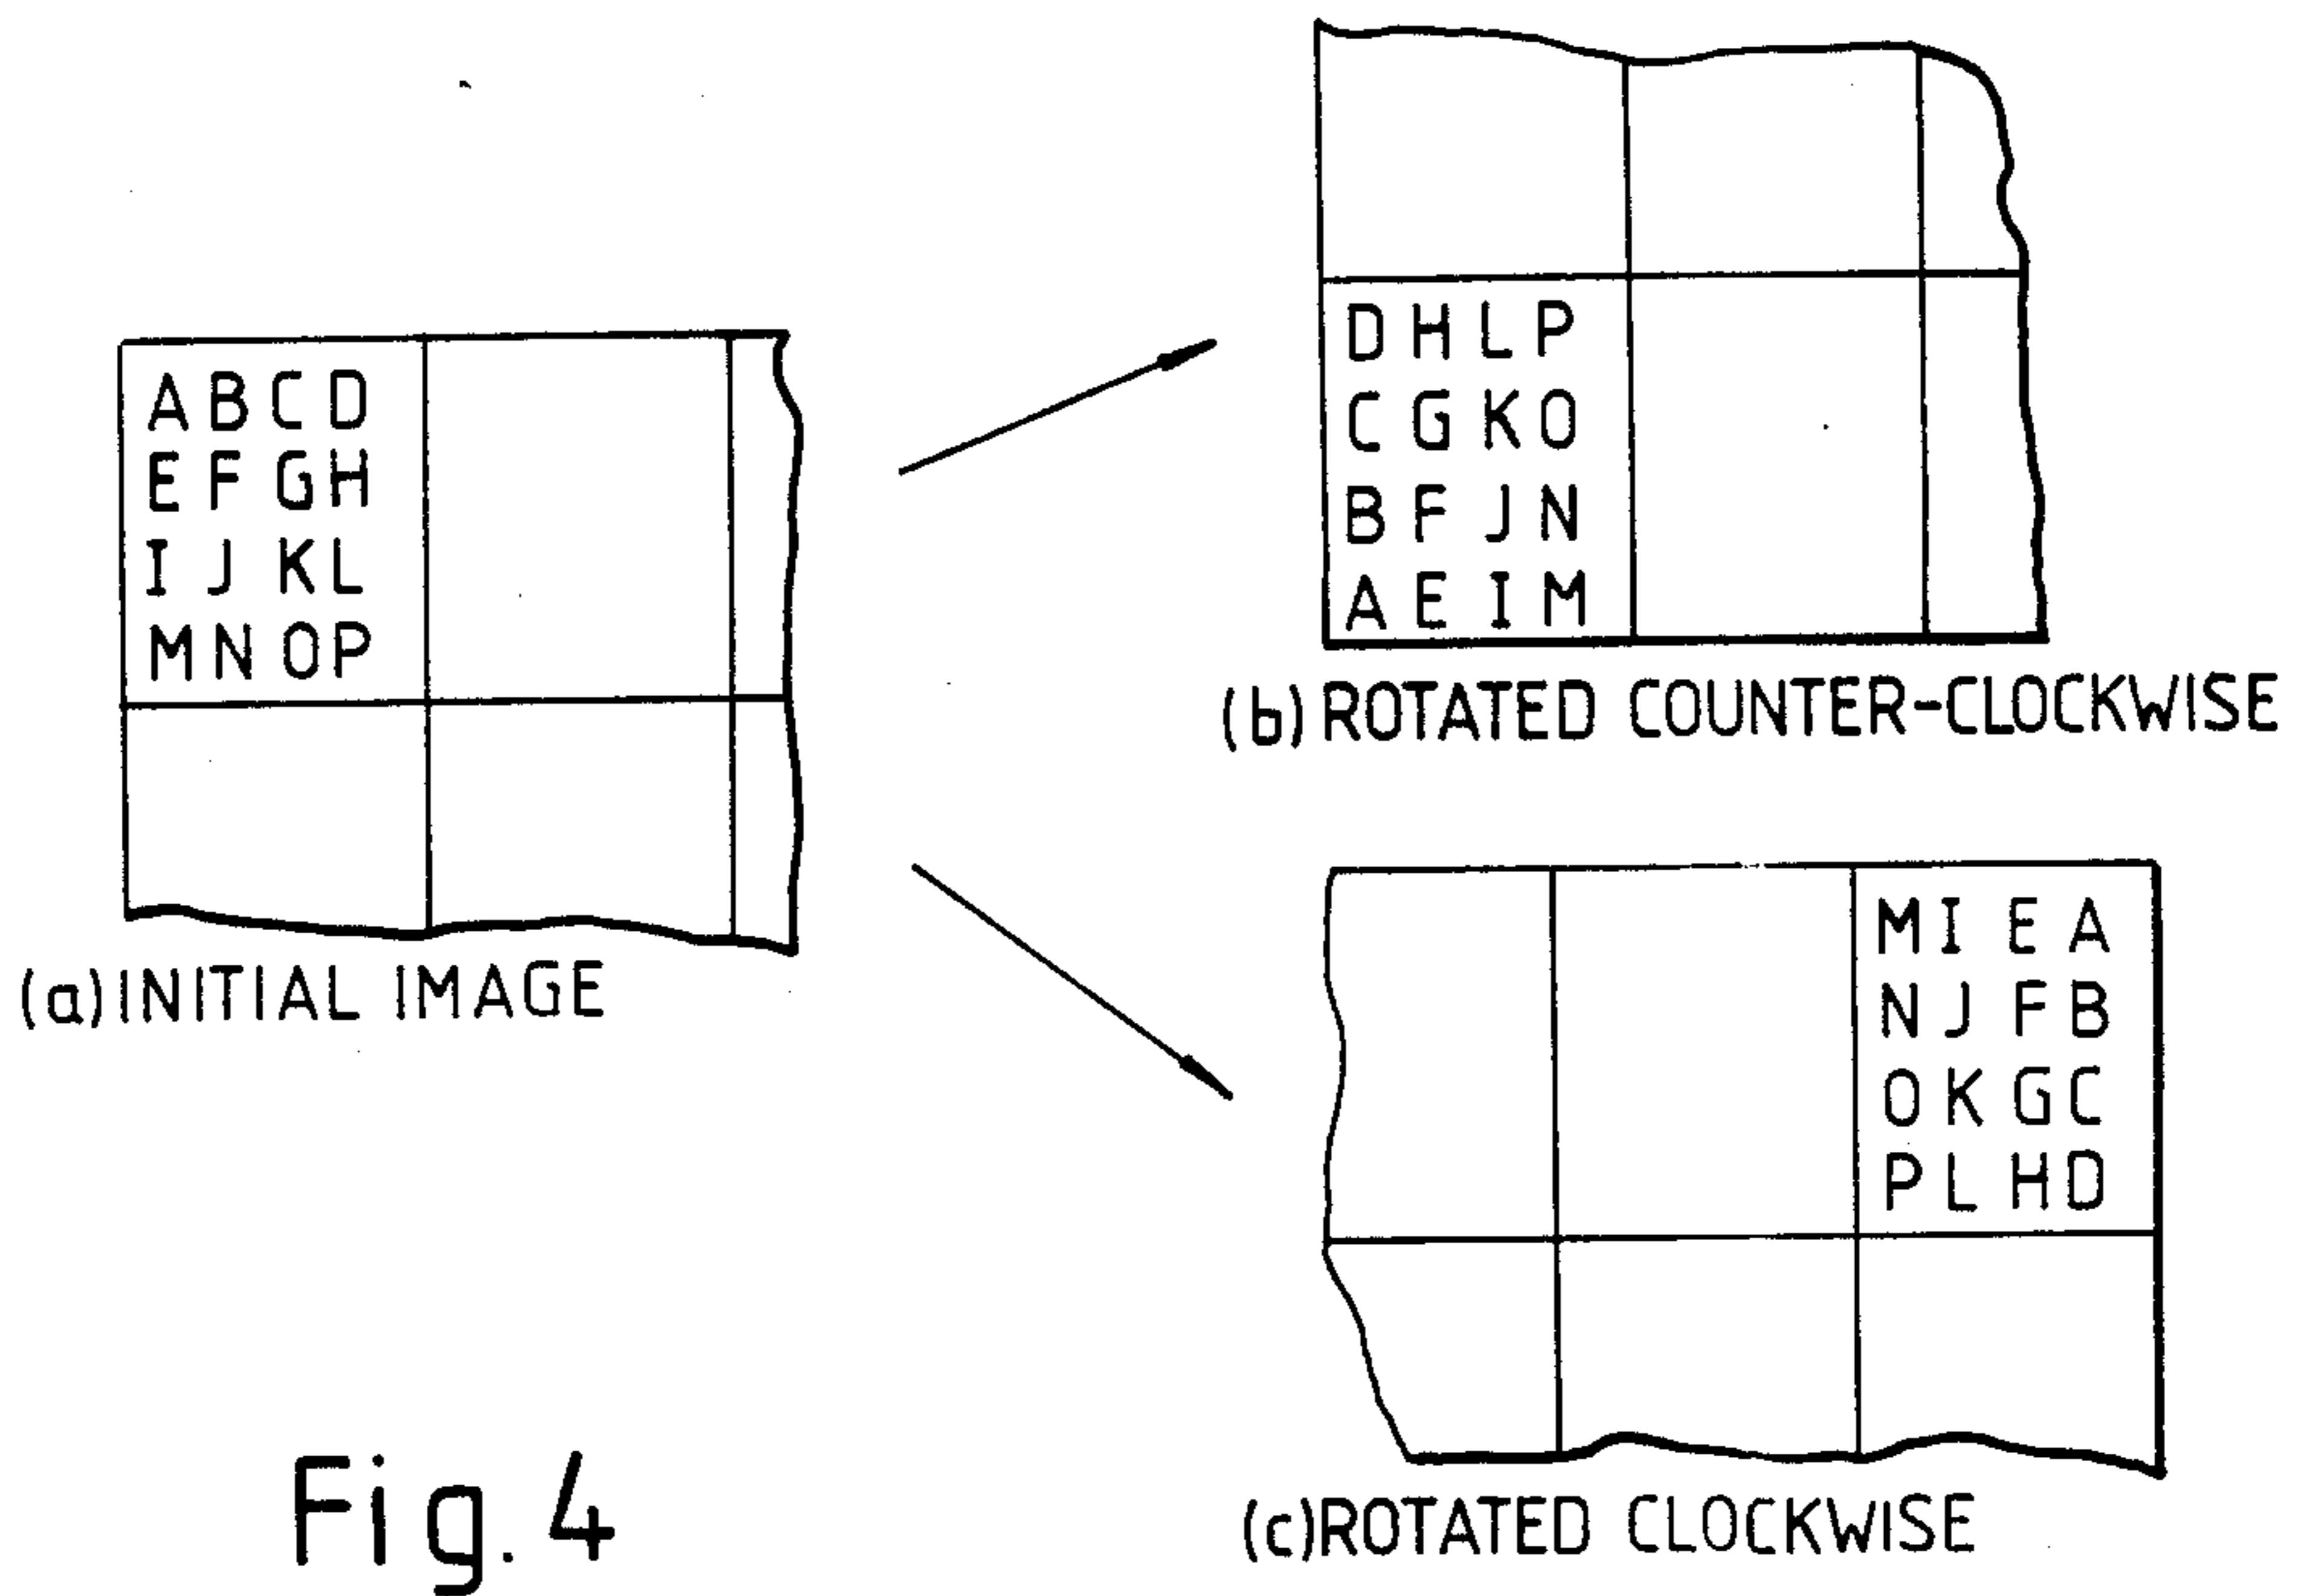 A B C D
E F G H
I J K L
M N O P
(a) INITIAL IMAGE
D H L P
C G K O
B F J N
A E I M
(b) ROTATED COUNTER-CLOCKWISE
M I E A
N J F B
O K G C
P L H D
(c) ROTATED CLOCKWISE
Fig. 4